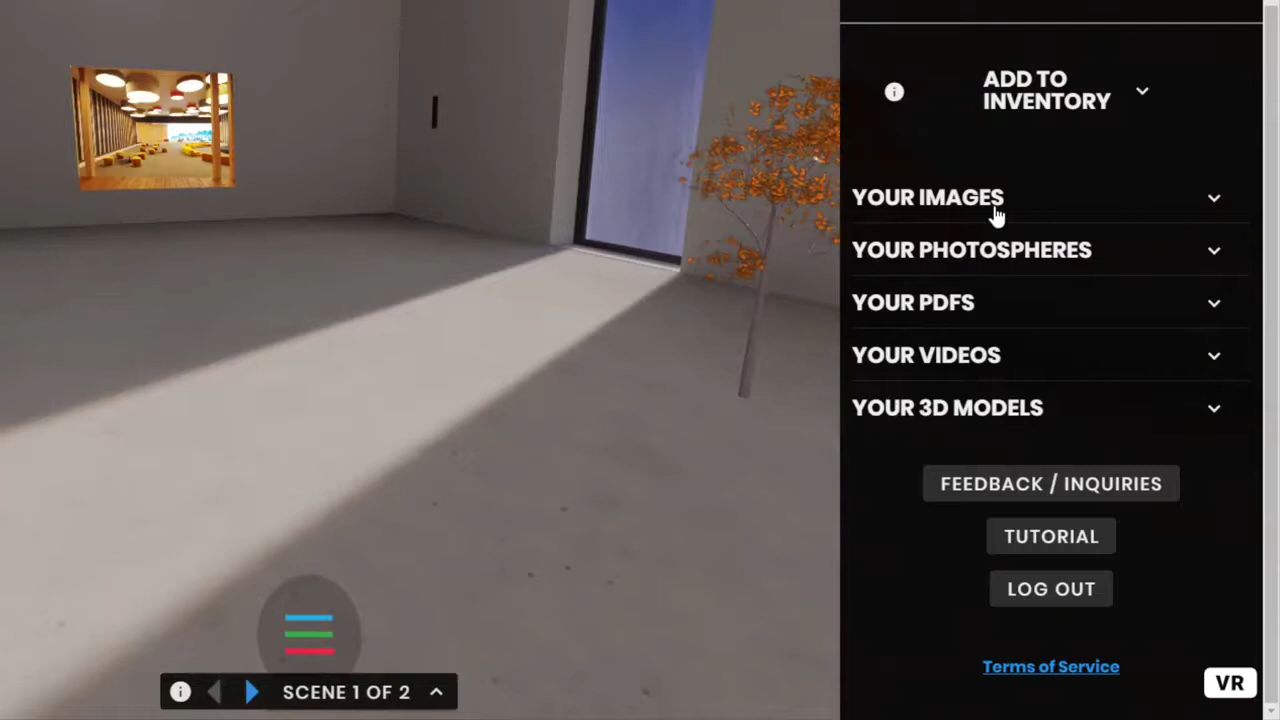 ADD TO
INVENTORY
YOUR IMAGES
YOUR PHOTOSPHERES
YOUR PDFS
YOUR VIDEOS
YOUR 3D MODELS
FEEDBACK / INQUIRIES
TUTORIAL
LOG OUT
Terms of Service
VR
SCENE 1 OF 2